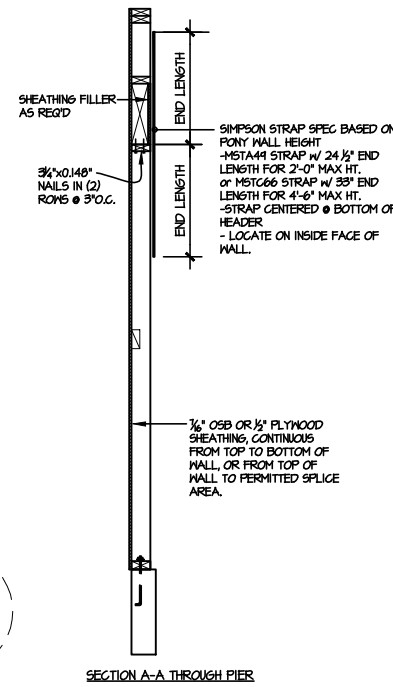 SHEATHING FILLER
AS REQ'D
END LENGTH
3¼"x0.148"
NAILS IN (2)
ROWS @ 3"O.C.
END LENGTH
SIMPSON STRAP SPEC BASED ON
PONY WALL HEIGHT
-MSTA49 STRAP W/ 24 ½" END
LENGTH FOR 2'-0" MAX HT.
or MSTC66 STRAP W/ 33" END
LENGTH FOR 4'-6" MAX HT.
-STRAP CENTERED @ BOTTOM OF
HEADER
- LOCATE ON INSIDE FACE OF
WALL.
7/16" OSB OR ½" PLYWOOD
SHEATHING, CONTINUOUS
FROM TOP TO BOTTOM OF
WALL, OR FROM TOP OF
WALL TO PERMITTED SPLICE
AREA.
SECTION A-A THROUGH PIER